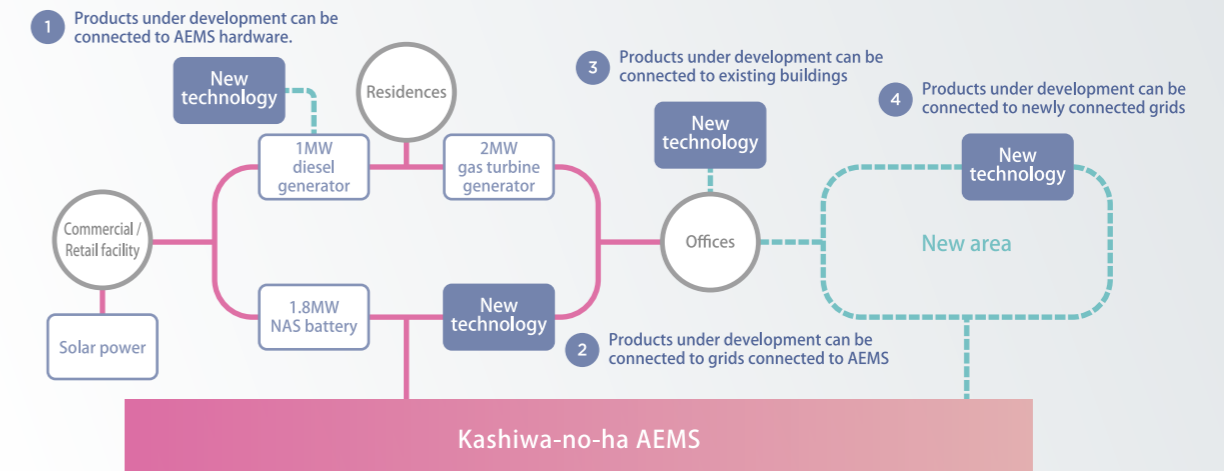 1
Products under development can be
connected to AEMS hardware.
New
technology
Residences
3
Products under development can be
connected to existing buildings
4
Products under development can be
connected to newly connected grids
New
technology
New
technology
1MW
diesel
generator
2MW
gas turbine
generator
Commercial /
Retail facility
Offices
New area
1.8MW
NAS battery
New
technology
Solar power
2
Products under development can be
connected to grids connected to AEMS
Kashiwa-no-ha AEMS